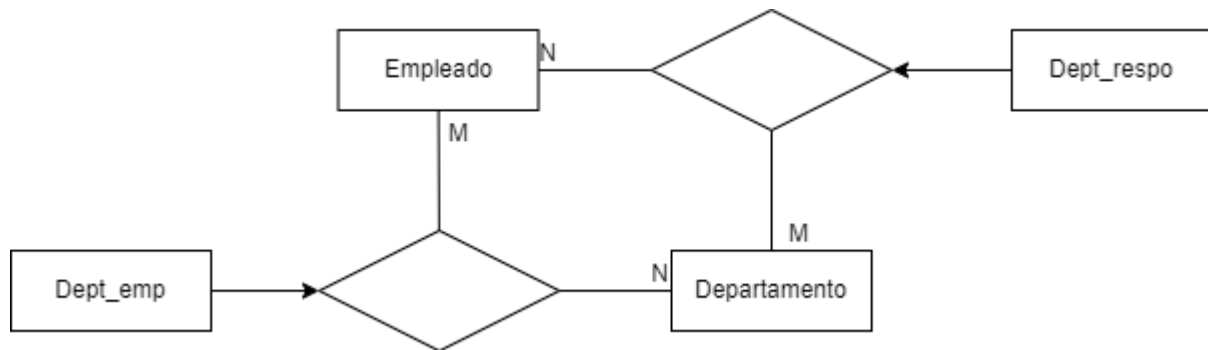 Empleado
N
Dept_respo
M
M
Dept_emp
N
Departamento